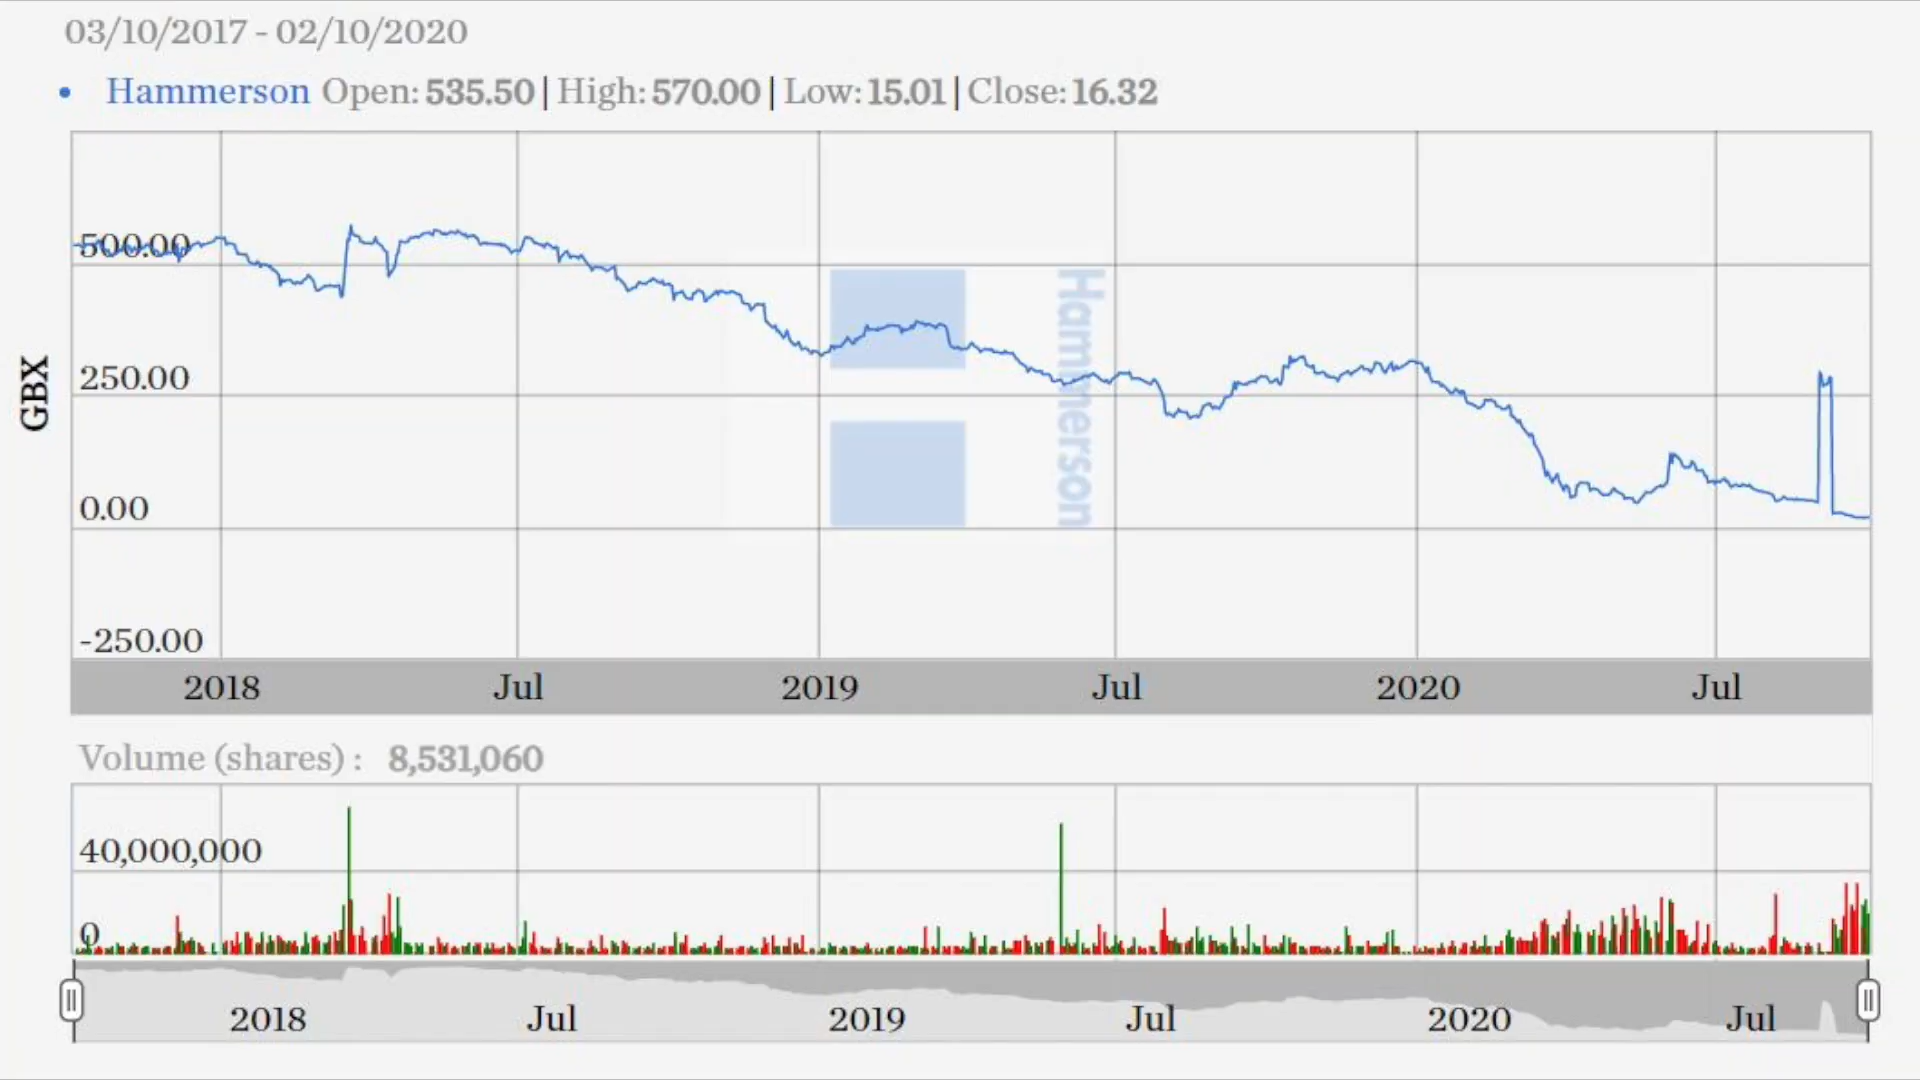 03/10/2017 - 02/10/2020
• Hammerson Open: 535.50 | High: 570.00 | Low: 15.01 | Close: 16.32
500.00
250.00
0.00
-250.00
GBX
Hammerson
2018 Jul 2019 Jul 2020 Jul
Volume (shares) : 8,531,060
40,000,000
0
2018 Jul 2019 Jul 2020 Jul